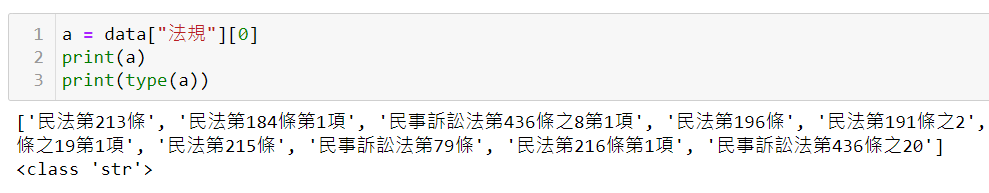 1 a = data["法規"][0]
2 print(a)
3 print(type(a))
['民法第213條', '民法第184條第1項', '民事訴訟法第436條之8第1項', '民法第196條', '民法第191條之2',
條之19第1項', '民法第215條', '民事訴訟法第79條', '民法第216條第1項', '民事訴訟法第436條之20']
<class 'str'>